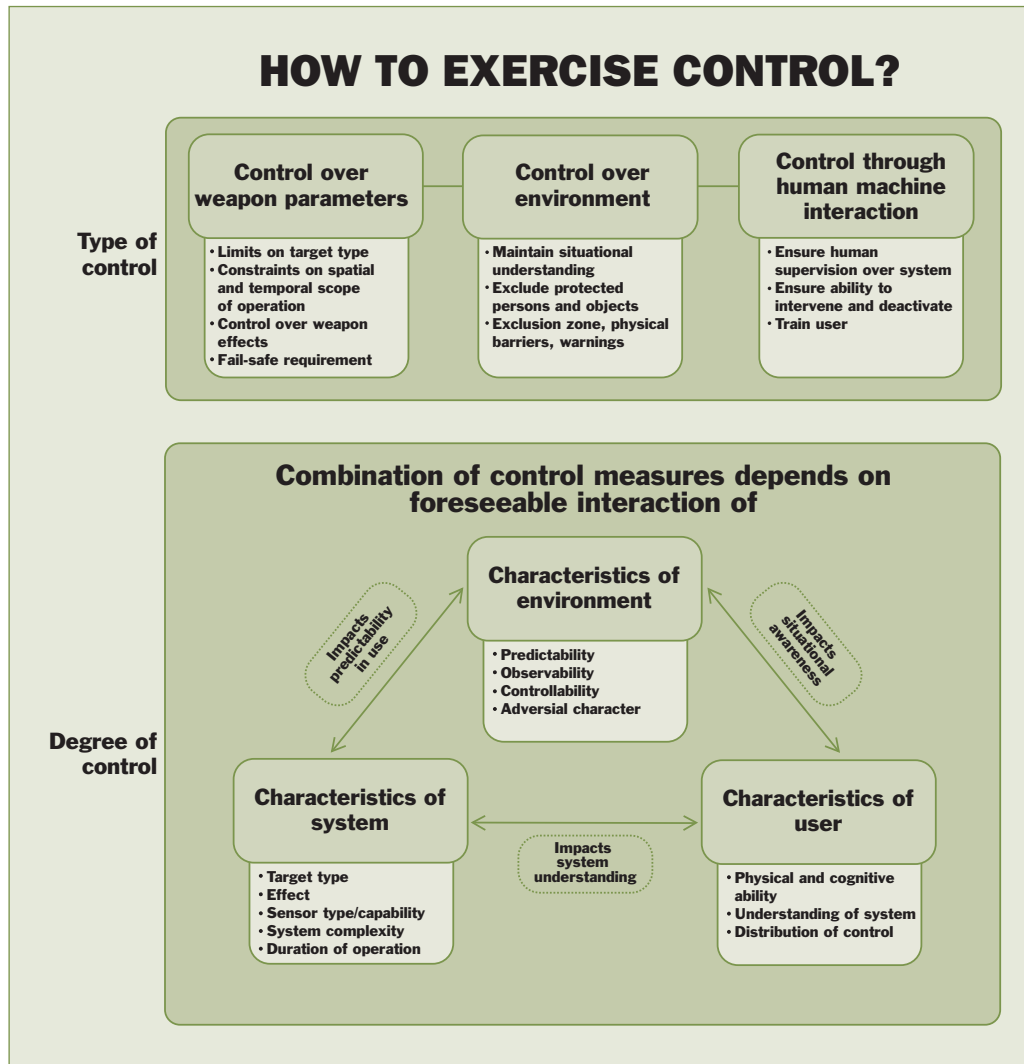 HOW TO EXERCISE CONTROL?
Type of
control
Control over
weapon parameters
• Limits on target type
• Constraints on spatial
and temporal scope
of operation
• Control over weapon
effects
• Fail-safe requirement
Control over
environment
• Maintain situational
understanding
• Exclude protected
persons and objects
• Exclusion zone, physical
barriers, warnings
Control through
human machine
interaction
• Ensure human
supervision over system
• Ensure ability to
intervene and deactivate
• Train user
Degree of
control
Combination of control measures depends on
foreseeable interaction of
Characteristics of
environment
• Predictability
• Observability
• Controllability
• Adversial character
Impacts
predictability
in use
Impacts
situational
awareness
Characteristics of
system
• Target type
• Effect
• Sensor type/capability
• System complexity
• Duration of operation
Impacts
system
understanding
Characteristics of
user
• Physical and cognitive
ability
• Understanding of system
• Distribution of control